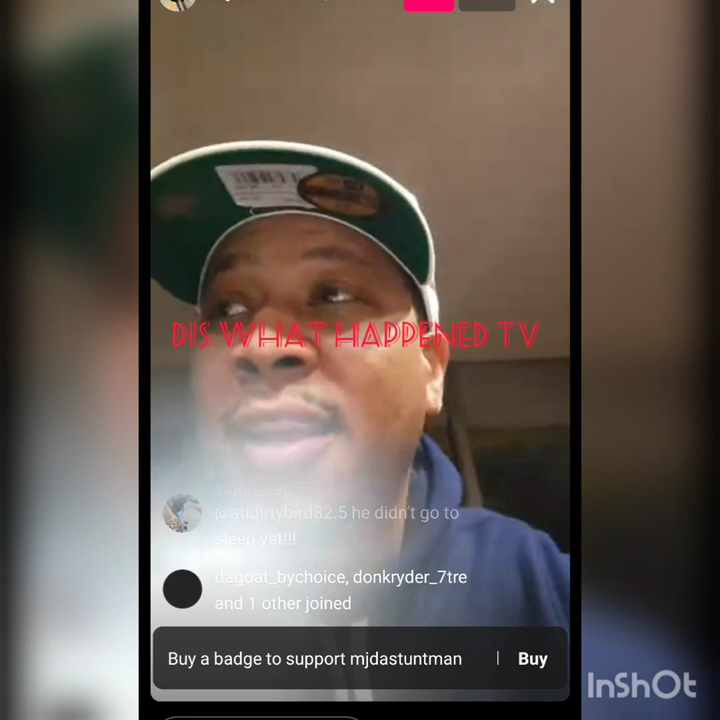 DIS WHAT HAPPENED TV
@atldirtybird82.5 he didn't go to
sleep yet!!!
dagoat_bychoice, donkryder_7tre
and 1 other joined
Buy a badge to support mjdastuntman | Buy
InShOt